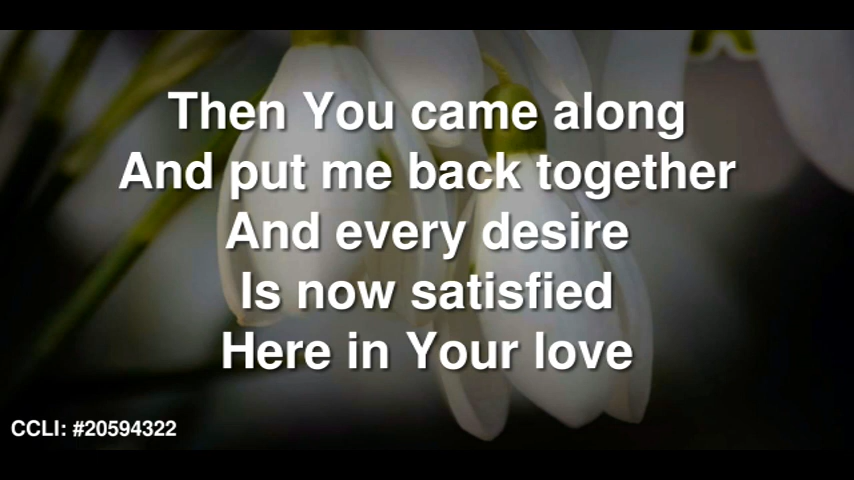 Then You came along
And put me back together
And every desire
Is now satisfied
Here in Your love
CCLI: #20594322